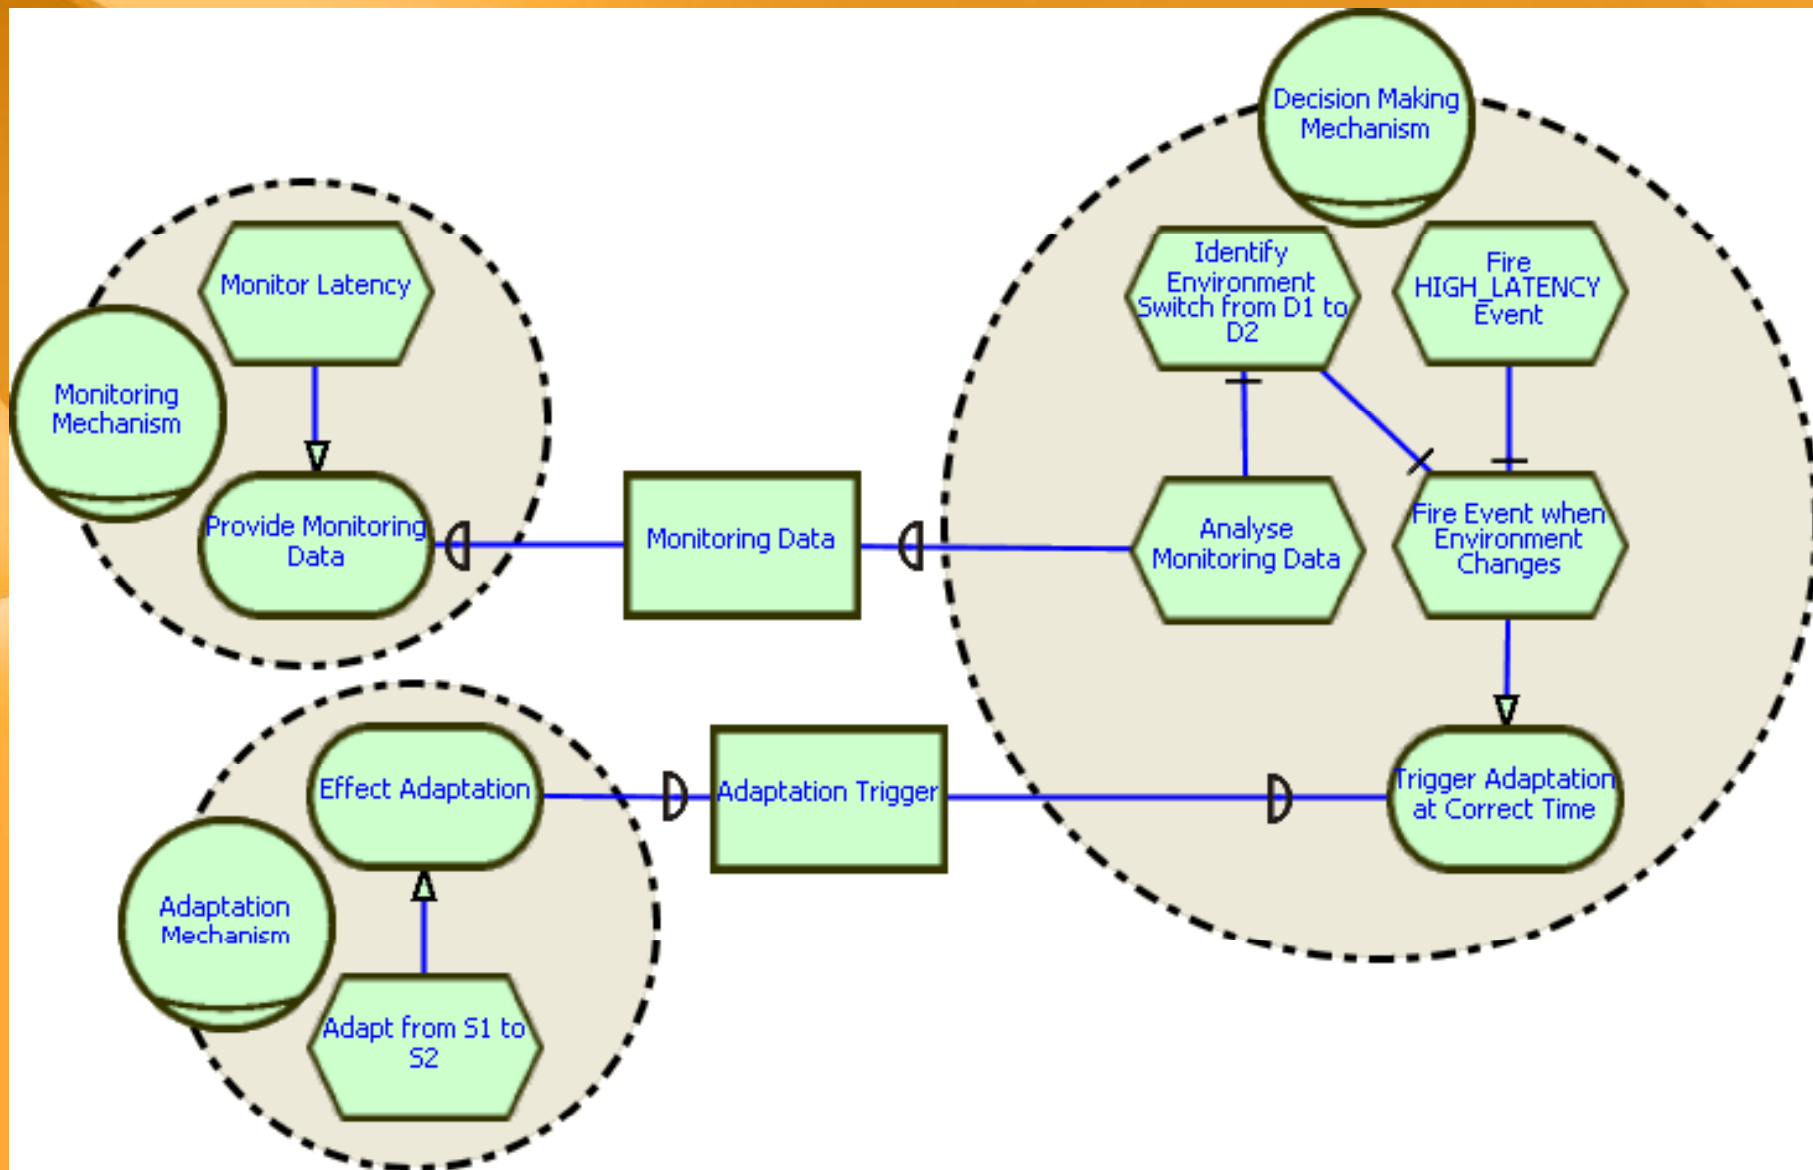 Decision Making
Mechanism
Monitor Latency
Identify
Environment
Switch from D1 to
D2
Fire
HIGH_LATENCY
Event
Monitoring
Mechanism
Provide Monitoring
Data
Monitoring Data
Analyse
Monitoring Data
Fire Event when
Environment
Changes
Effect Adaptation
Adaptation Trigger
Trigger Adaptation
at Correct Time
Adaptation
Mechanism
Adapt from S1 to
S2